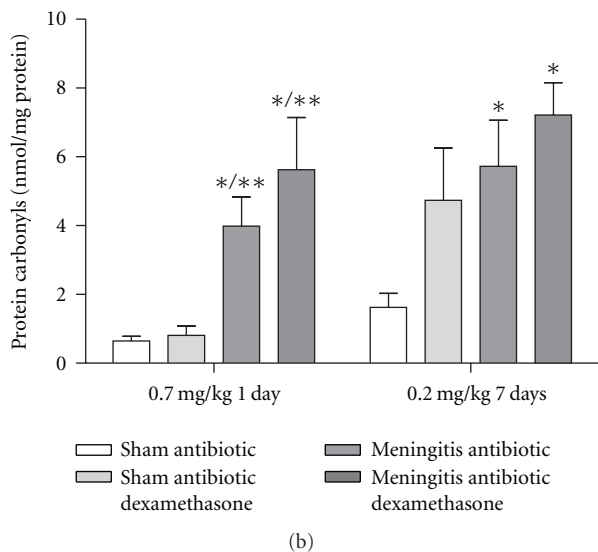 Protein carbonyls (nmol/mg protein)
10
8
6
4
2
0
*/**
*/**
*
*
0.7 mg/kg 1 day
0.2 mg/kg 7 days
Sham antibiotic
Sham antibiotic
dexamethasone
Meningitis antibiotic
Meningitis antibiotic
dexamethasone
(b)